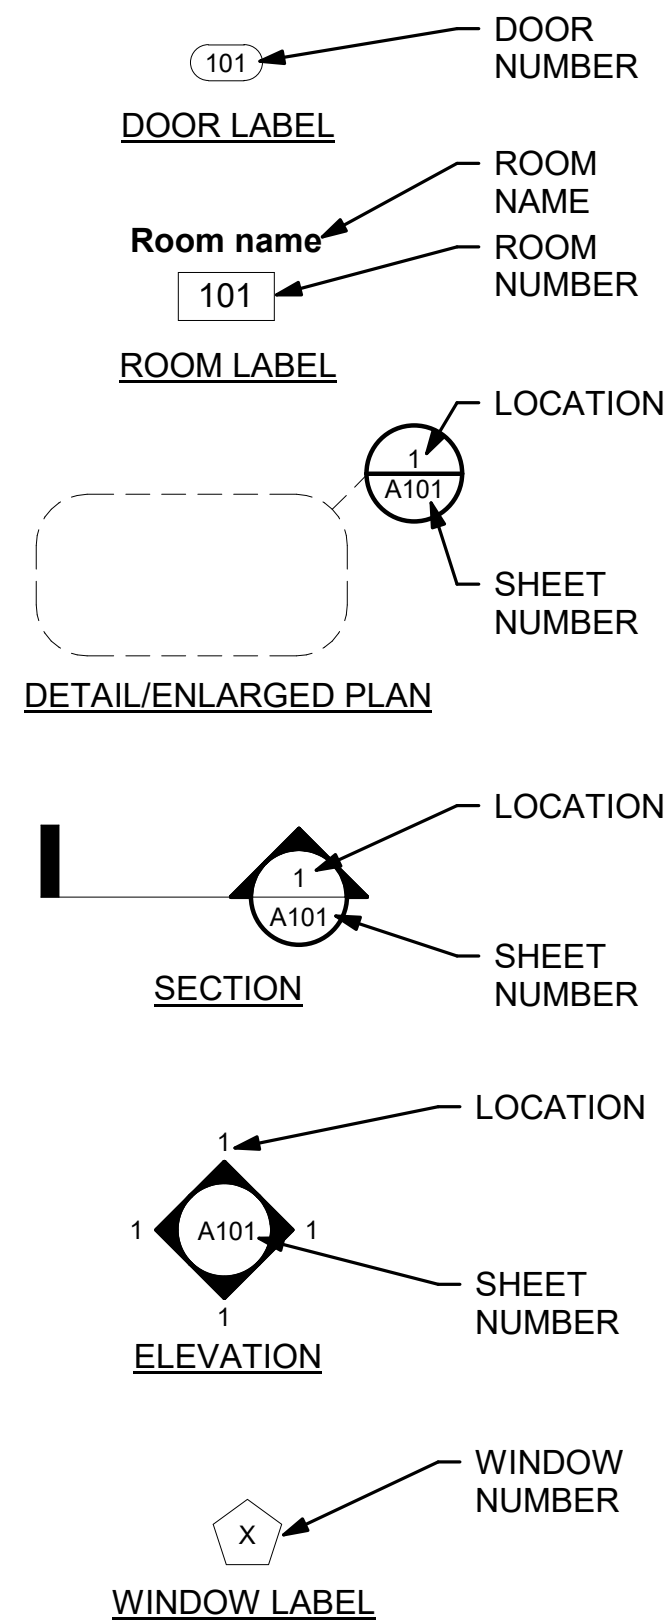 101
DOOR
NUMBER
DOOR LABEL
ROOM
NAME
Room name
ROOM
NUMBER
101
ROOM LABEL
LOCATION
1
A101
SHEET
NUMBER
DETAIL/ENLARGED PLAN
LOCATION
1
A101
SHEET
NUMBER
SECTION
LOCATION
1
1
A101
1
SHEET
NUMBER
1
ELEVATION
WINDOW
NUMBER
X
WINDOW LABEL